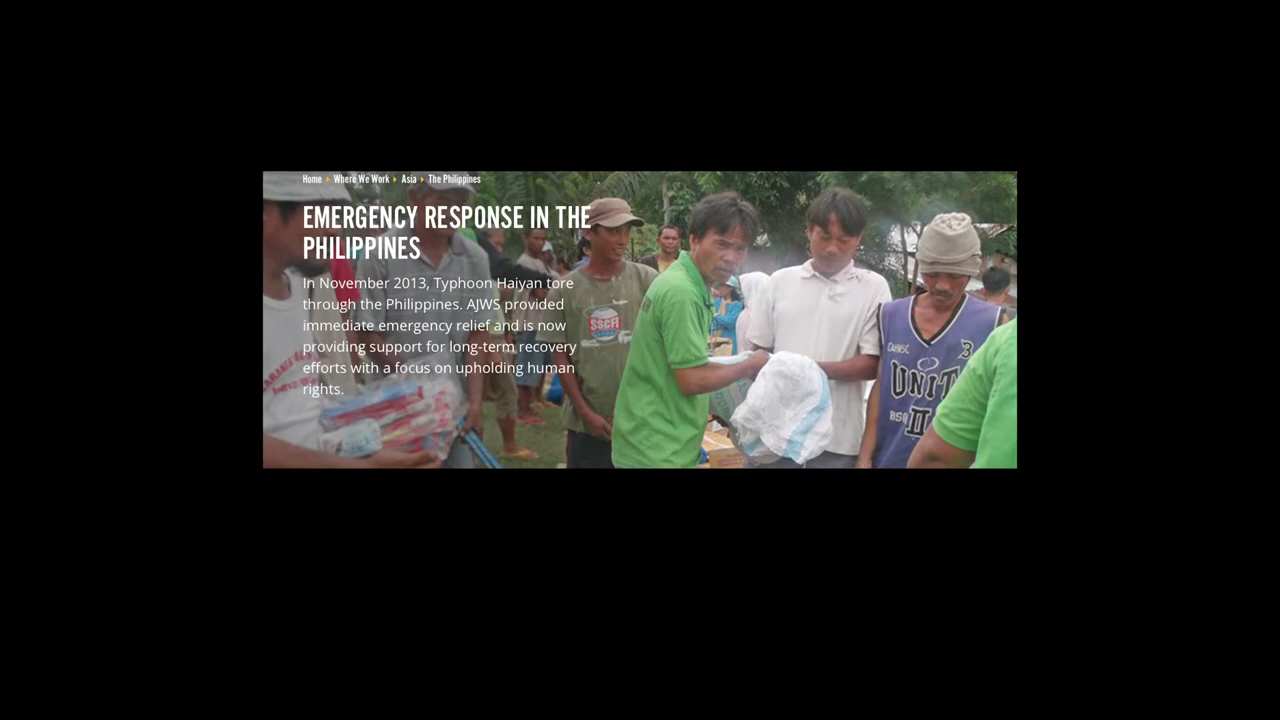 Home Where We Work Asia The Philippines
EMERGENCY RESPONSE IN THE
PHILIPPINES
In November 2013, Typhoon Haiyan tore
through the Philippines. AJWS provided
immediate emergency relief and is now
providing support for long-term recovery
efforts with a focus on upholding human
rights.
SSCFI
3
UNIT
II